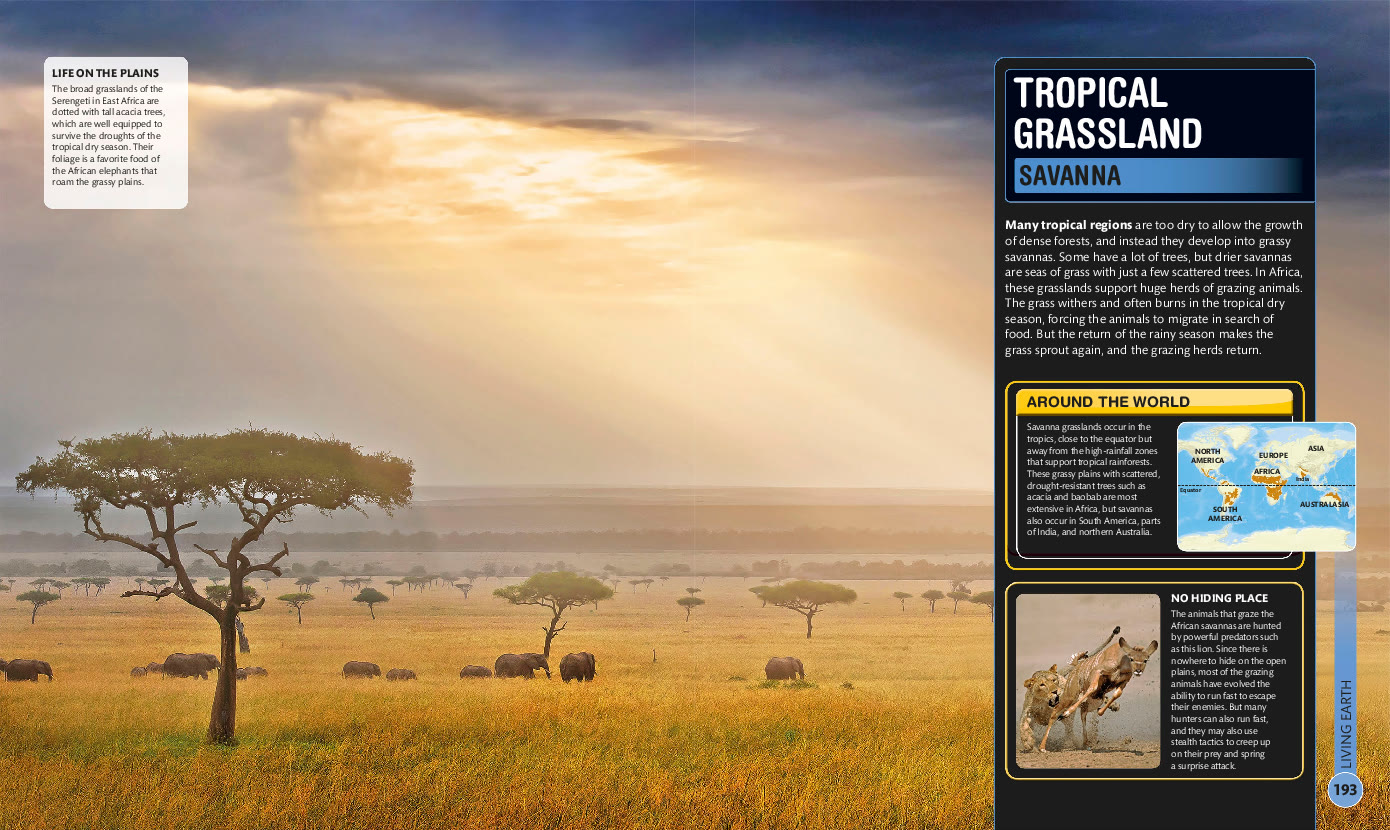 LIFE ON THE PLAINS
The broad grasslands of the
Serengeti in East Africa are
dotted with tall acacia trees,
which are well equipped to
survive the droughts of the
tropical dry season. Their
foliage is a favorite food of
the African elephants that
roam the grassy plains.
TROPICAL
GRASSLAND
SAVANNA
Many tropical regions are too dry to allow the growth
of dense forests, and instead they develop into grassy
savannas. Some have a lot of trees, but drier savannas
are seas of grass with just a few scattered trees. In Africa,
these grasslands support huge herds of grazing animals.
The grass withers and often burns in the tropical dry
season, forcing the animals to migrate in search of
food. But the return of the rainy season makes the
grass sprout again, and the grazing herds return.
AROUND THE WORLD
Savanna grasslands occur in the
tropics, close to the equator but
away from the high-rainfall zones
that support tropical rainforests.
These grassy plains with scattered,
drought-resistant trees such as
acacia and baobab are most
extensive in Africa, but savannas
also occur in South America, parts
of India, and northern Australia.
NORTH
AMERICA
EUROPE
ASIA
AFRICA
India
Equator
SOUTH
AMERICA
AUSTRALASIA
NO HIDING PLACE
The animals that graze the
African savannas are hunted
by powerful predators such
as this lion. Since there is
nowhere to hide on the open
plains, most of the grazing
animals have evolved the
ability to run fast to escape
their enemies. But many
hunters can also run fast,
and they may also use
stealth tactics to creep up
on their prey and spring
a surprise attack.
LIVING EARTH
193